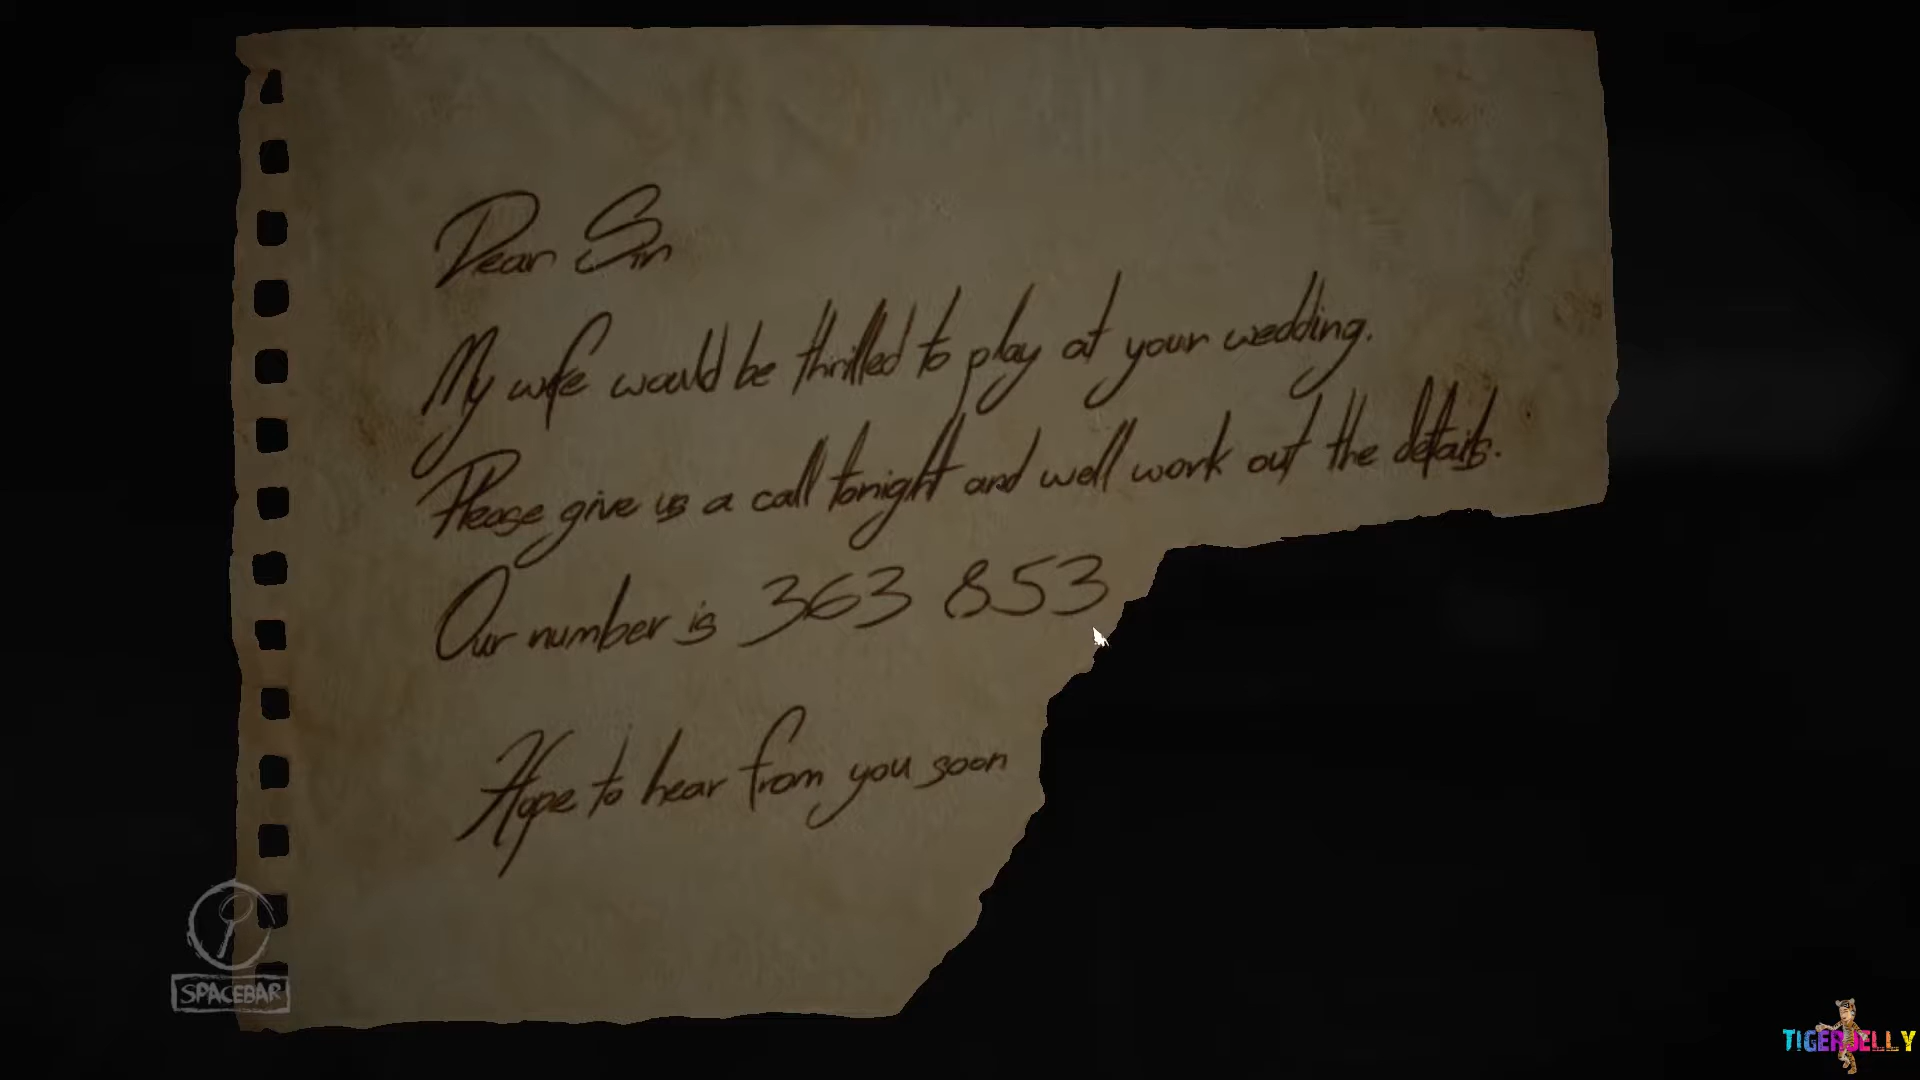 Dear Sir
My wife would be thrilled to play at your wedding.
Please give us a call tonight and well work out the details.
Our number is 363 853
Hope to hear from you soon
SPACEBAR
TIGERJELLY